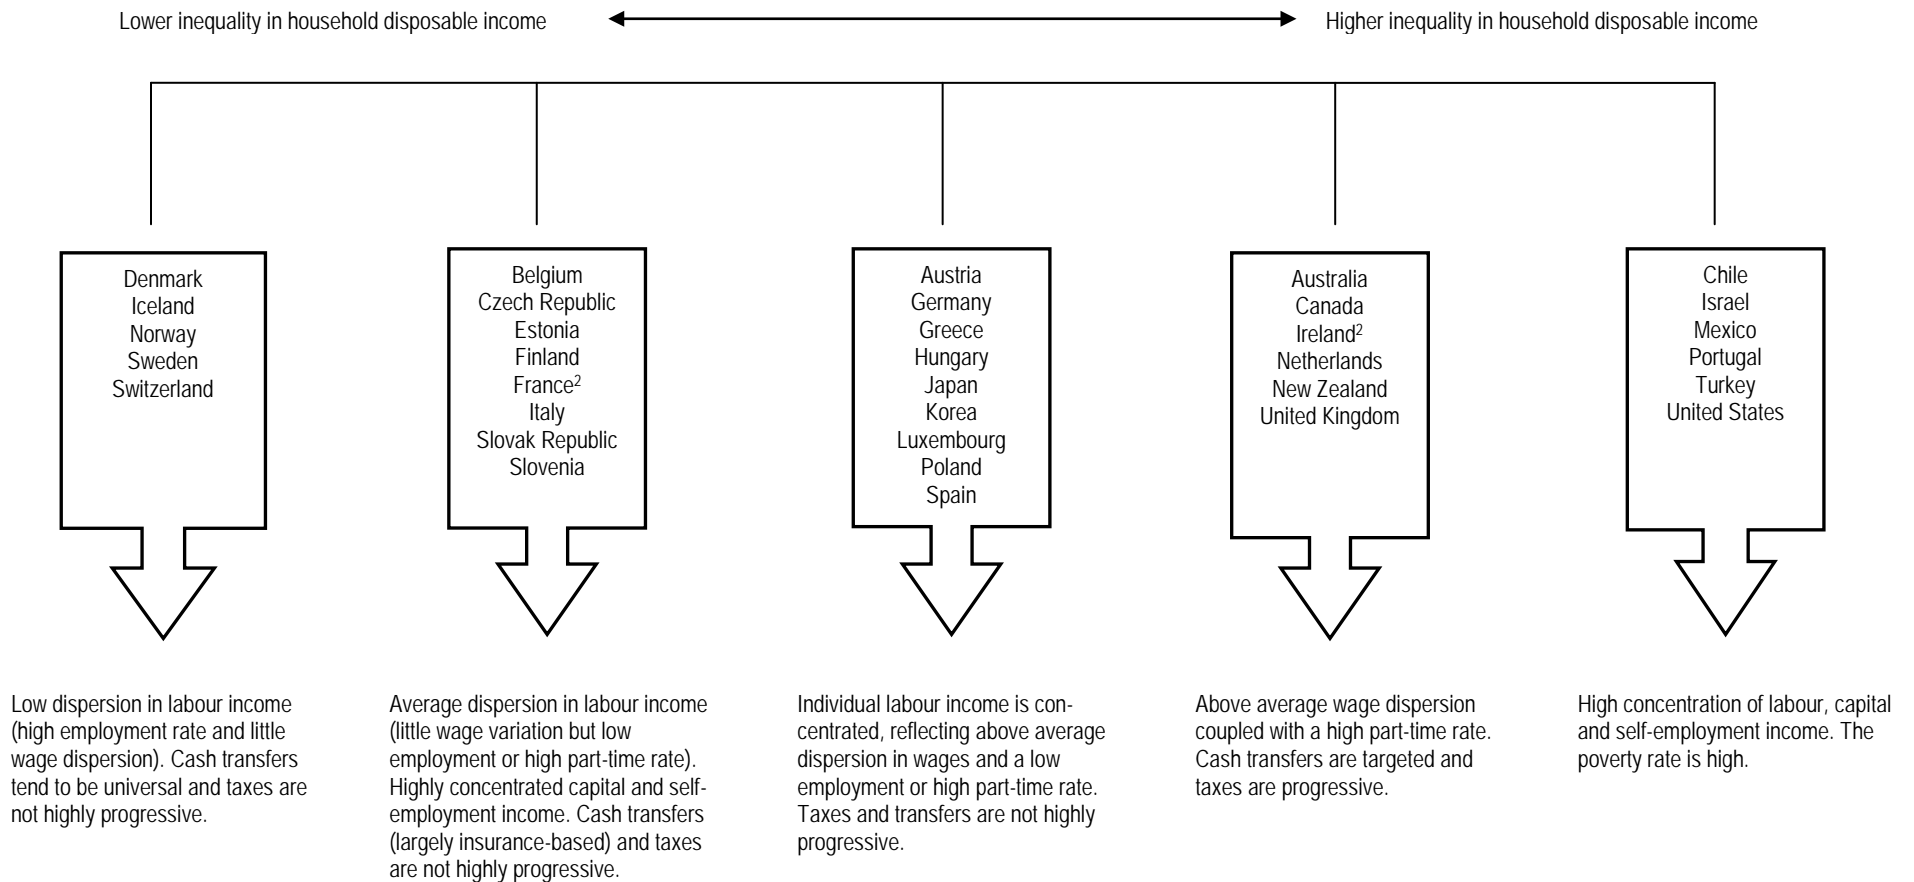 Lower inequality in household disposable income
Higher inequality in household disposable income
Denmark
Iceland
Norway
Sweden
Switzerland
Belgium
Czech Republic
Estonia
Finland
France²
Italy
Slovak Republic
Slovenia
Austria
Germany
Greece
Hungary
Japan
Korea
Luxembourg
Poland
Spain
Australia
Canada
Ireland²
Netherlands
New Zealand
United Kingdom
Chile
Israel
Mexico
Portugal
Turkey
United States
Low dispersion in labour income
(high employment rate and little
wage dispersion). Cash transfers
tend to be universal and taxes are
not highly progressive.
Average dispersion in labour income
(little wage variation but low
employment or high part-time rate).
Highly concentrated capital and self-
employment income. Cash transfers
(largely insurance-based) and taxes
are not highly progressive.
Individual labour income is con-
centrated, reflecting above average
dispersion in wages and a low
employment or high part-time rate.
Taxes and transfers are not highly
progressive.
Above average wage dispersion
coupled with a high part-time rate.
Cash transfers are targeted and
taxes are progressive.
High concentration of labour, capital
and self-employment income. The
poverty rate is high.